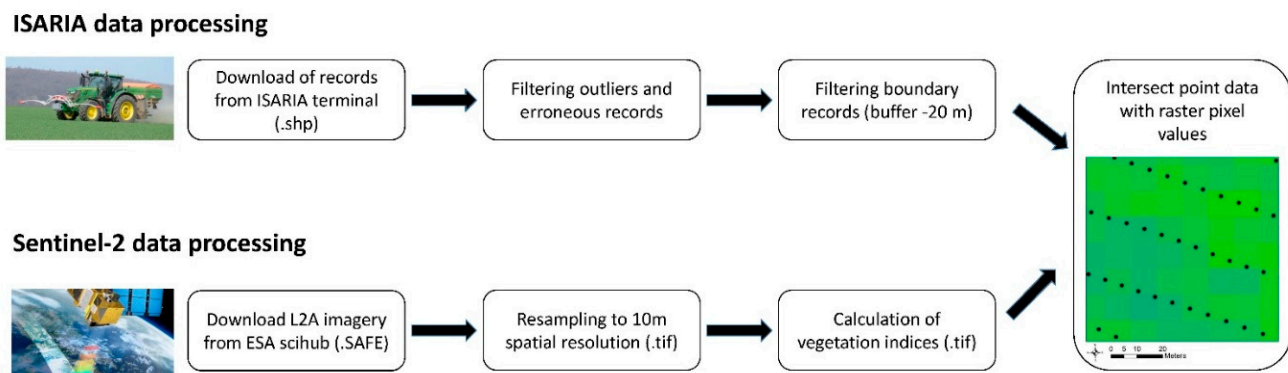 ISARIA data processing
Download of records
from ISARIA terminal
(.shp)
Filtering outliers and
erroneous records
Filtering boundary
records (buffer -20 m)
Intersect point data
with raster pixel
values
Sentinel-2 data processing
Download L2A imagery
from ESA scihub (.SAFE)
Resampling to 10m
spatial resolution (.tif)
Calculation of
vegetation indices (.tif)
0 5 10 20
Meters